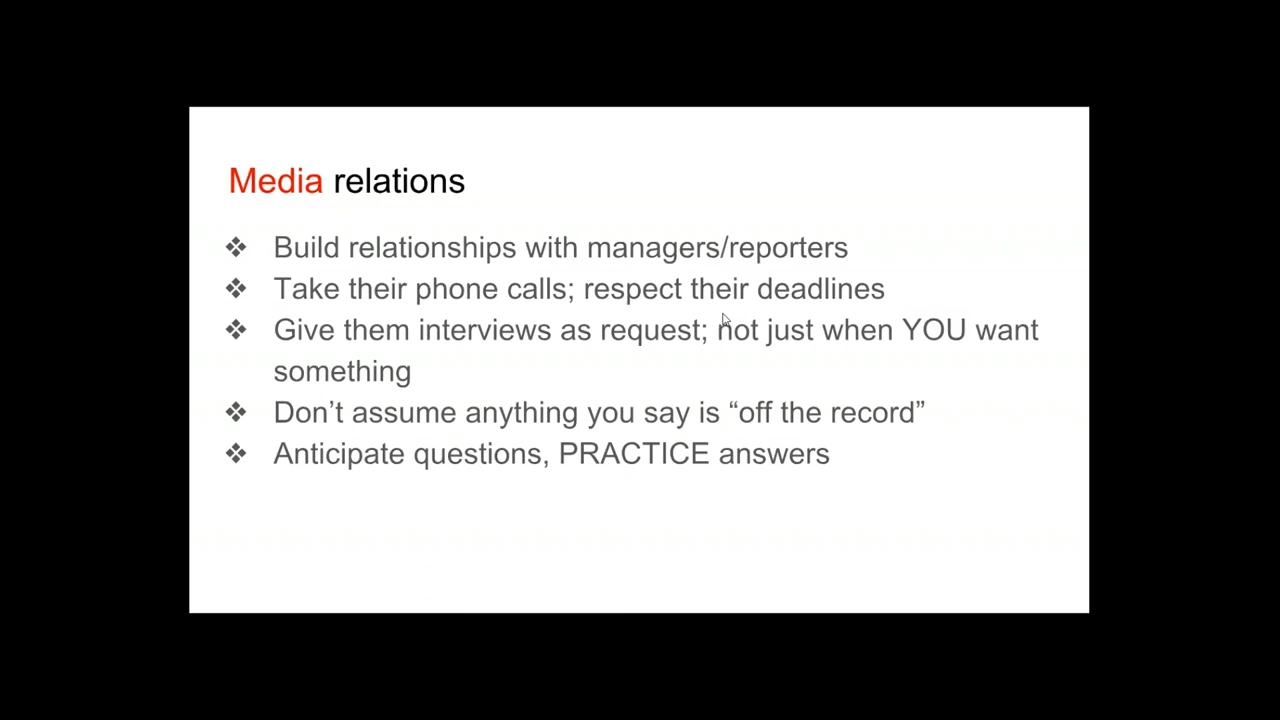 Media relations
❖ Build relationships with managers/reporters
❖ Take their phone calls; respect their deadlines
❖ Give them interviews as request; not just when YOU want
something
❖ Don’t assume anything you say is “off the record”
❖ Anticipate questions, PRACTICE answers